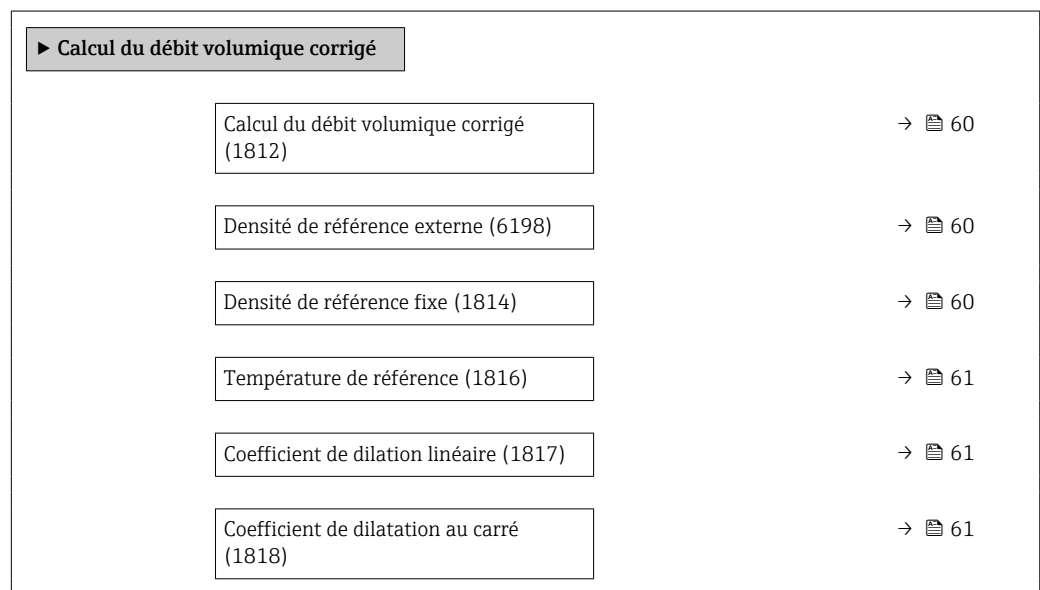 ▶ Calcul du débit volumique corrigé
Calcul du débit volumique corrigé
(1812)
→ 60
Densité de référence externe (6198)
→ 60
Densité de référence fixe (1814)
→ 60
Température de référence (1816)
→ 61
Coefficient de dilation linéaire (1817)
→ 61
Coefficient de dilatation au carré
(1818)
→ 61